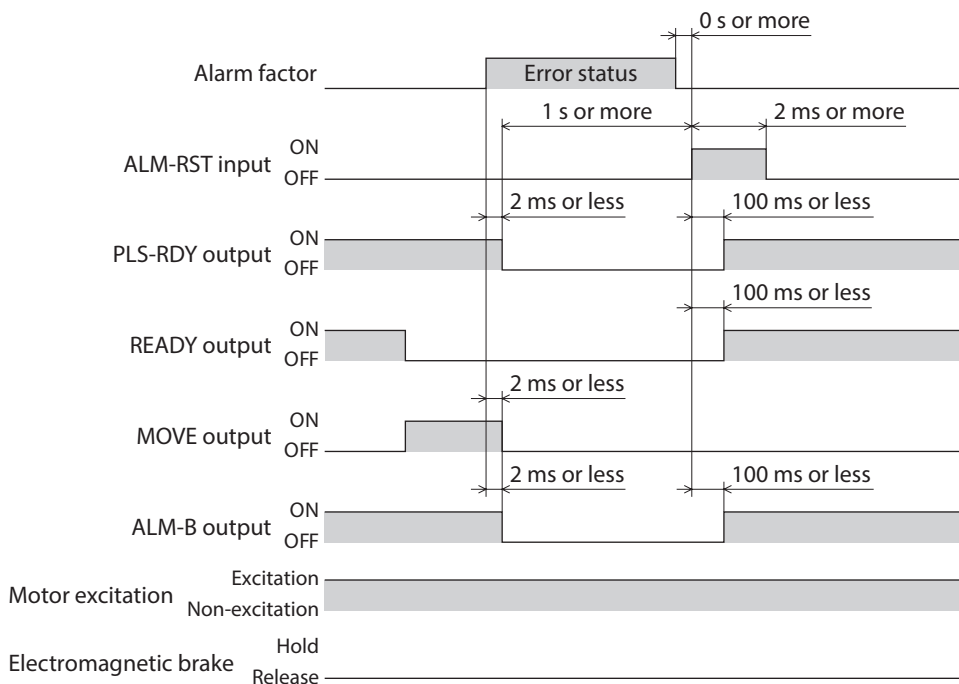 0 s or more
Alarm factor
Error status
1 s or more
2 ms or more
ALM-RST input
ON
OFF
2 ms or less
100 ms or less
PLS-RDY output
ON
OFF
100 ms or less
READY output
ON
OFF
2 ms or less
MOVE output
ON
OFF
2 ms or less
100 ms or less
ALM-B output
ON
OFF
Motor excitation
Excitation
Non-excitation
Electromagnetic brake
Hold
Release